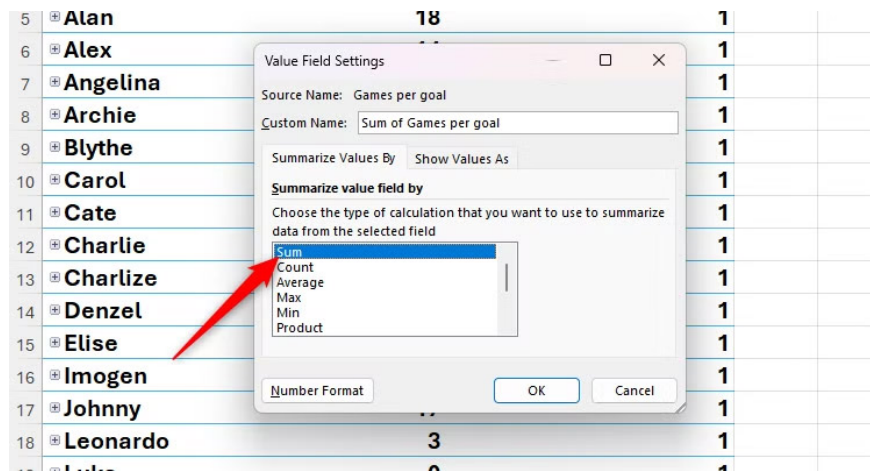 5 Alan 18 1
6 Alex 1
7 Angelina 1
8 Archie 1
9 Blythe 1
10 Carol 1
11 Cate 1
12 Charlie 1
13 Charlize 1
14 Denzel 1
15 Elise 1
16 Imogen 1
17 Johnny 1
18 Leonardo 3 1
Value Field Settings
Source Name: Games per goal
Custom Name: Sum of Games per goal
Summarize Values By Show Values As
Summarize value field by
Choose the type of calculation that you want to use to summarize
data from the selected field
Sum
Count
Average
Max
Min
Product
Number Format OK Cancel